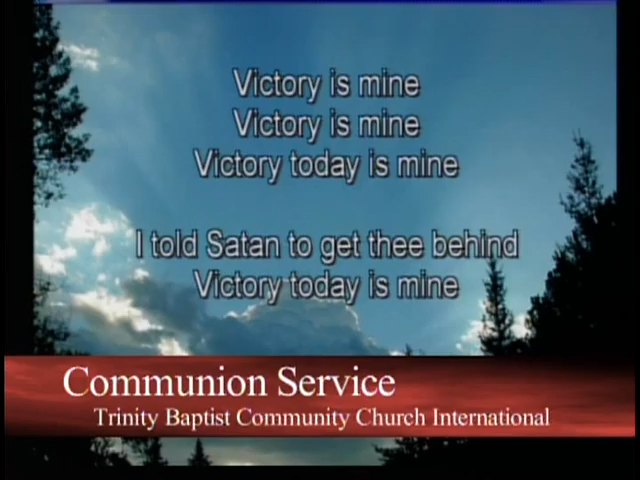 Victory is mine
Victory is mine
Victory today is mine
I told Satan to get thee behind
Victory today is mine
Communion Service
Trinity Baptist Community Church International